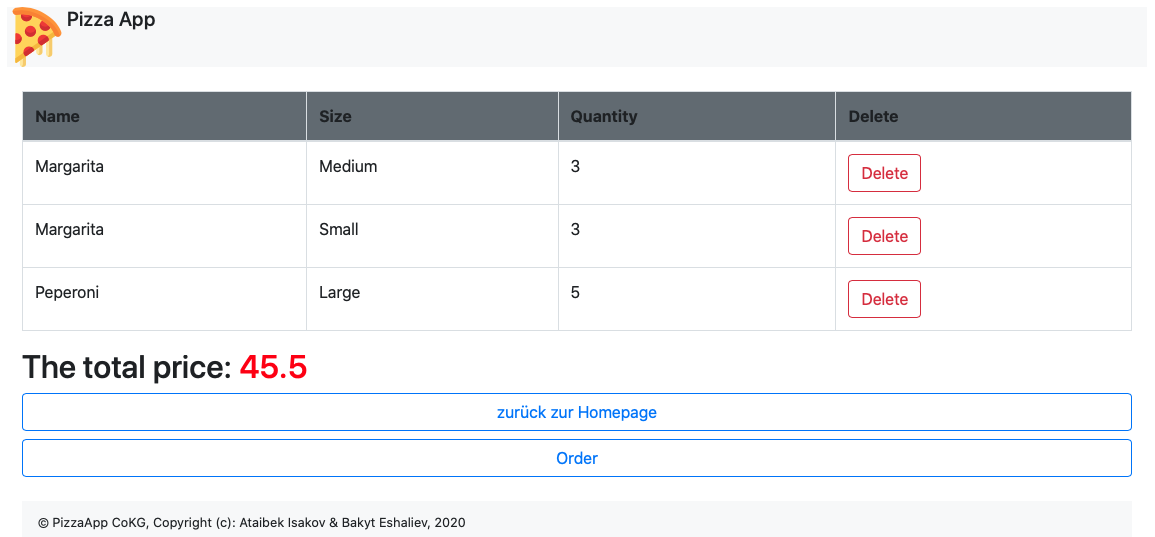 Pizza App
Name Size Quantity Delete
Margarita Medium 3 Delete
Margarita Small 3 Delete
Peperoni Large 5 Delete
The total price: 45.5
zurück zur Homepage
Order
© PizzaApp CoKG, Copyright (c): Ataibek Isakov & Bakyt Eshaliev, 2020